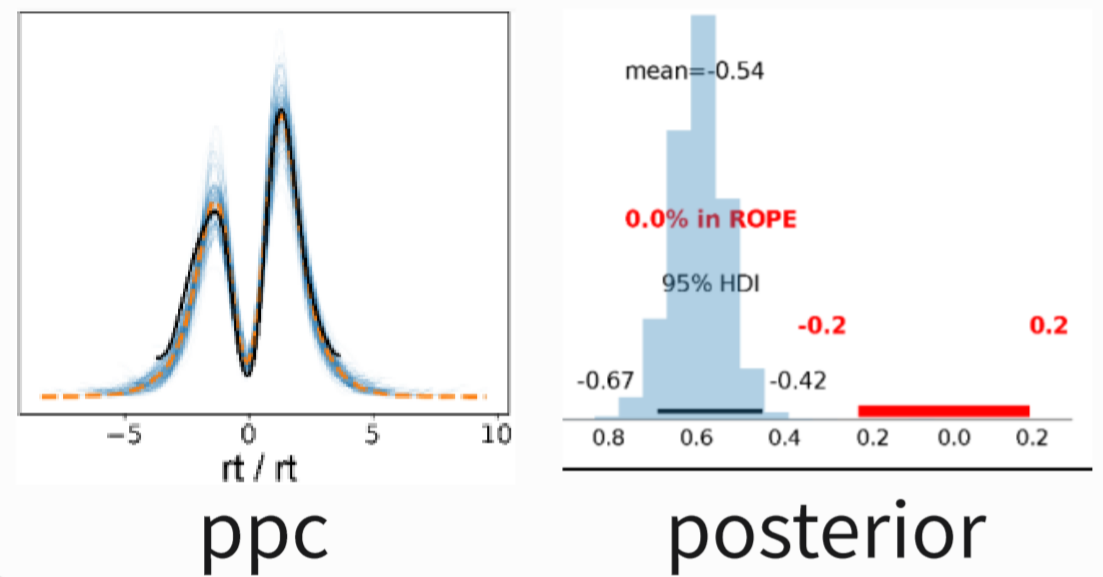 −5 0 5 10
rt / rt
ppc
mean=-0.54
0.0% in ROPE
95% HDI
-0.2 0.2
-0.67 -0.42
0.8 0.6 0.4 0.2 0.0 0.2
posterior